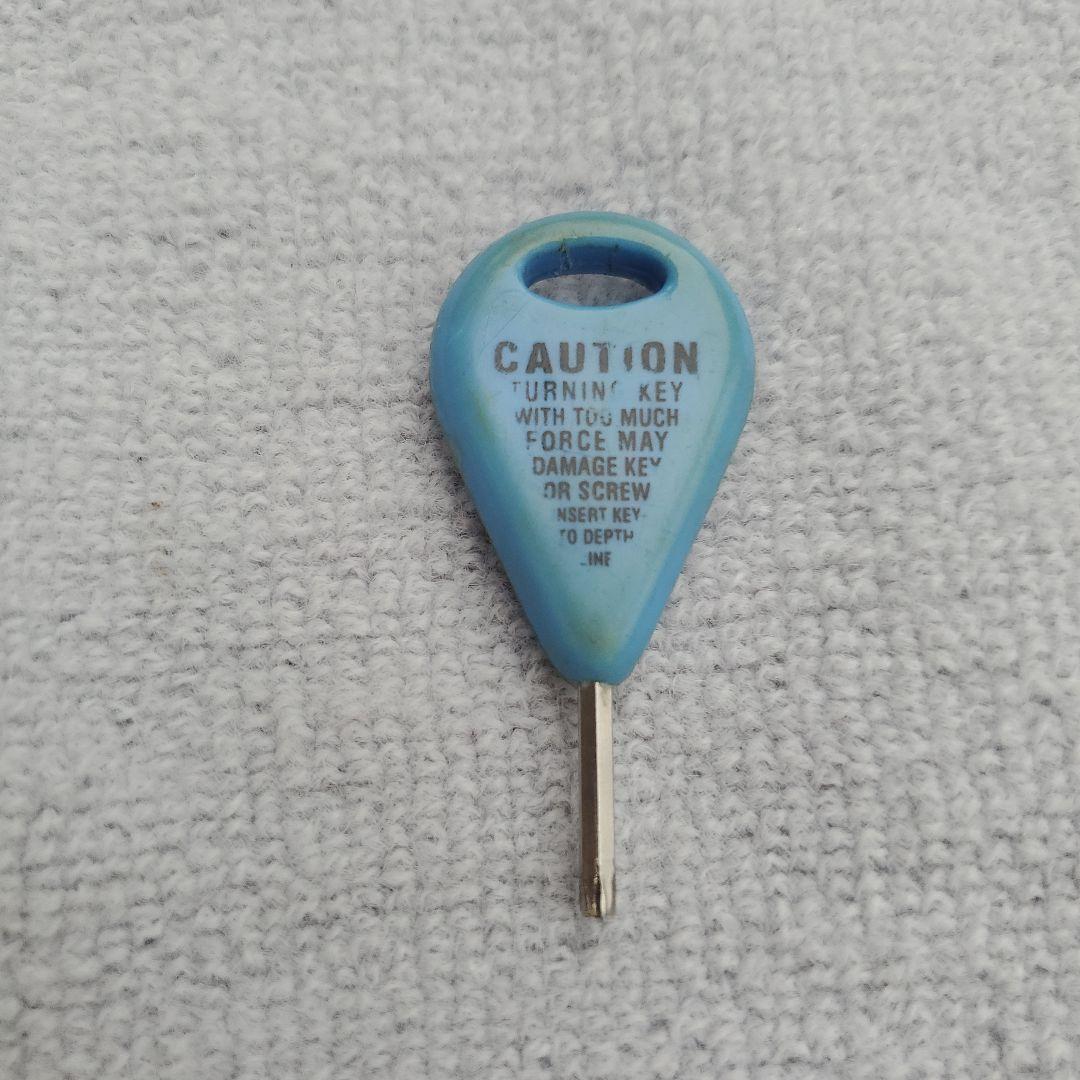 CAUTION
TURNING KEY
WITH TOO MUCH
FORCE MAY
DAMAGE KEY
OR SCREW
INSERT KEY
TO DEPTH
LINE